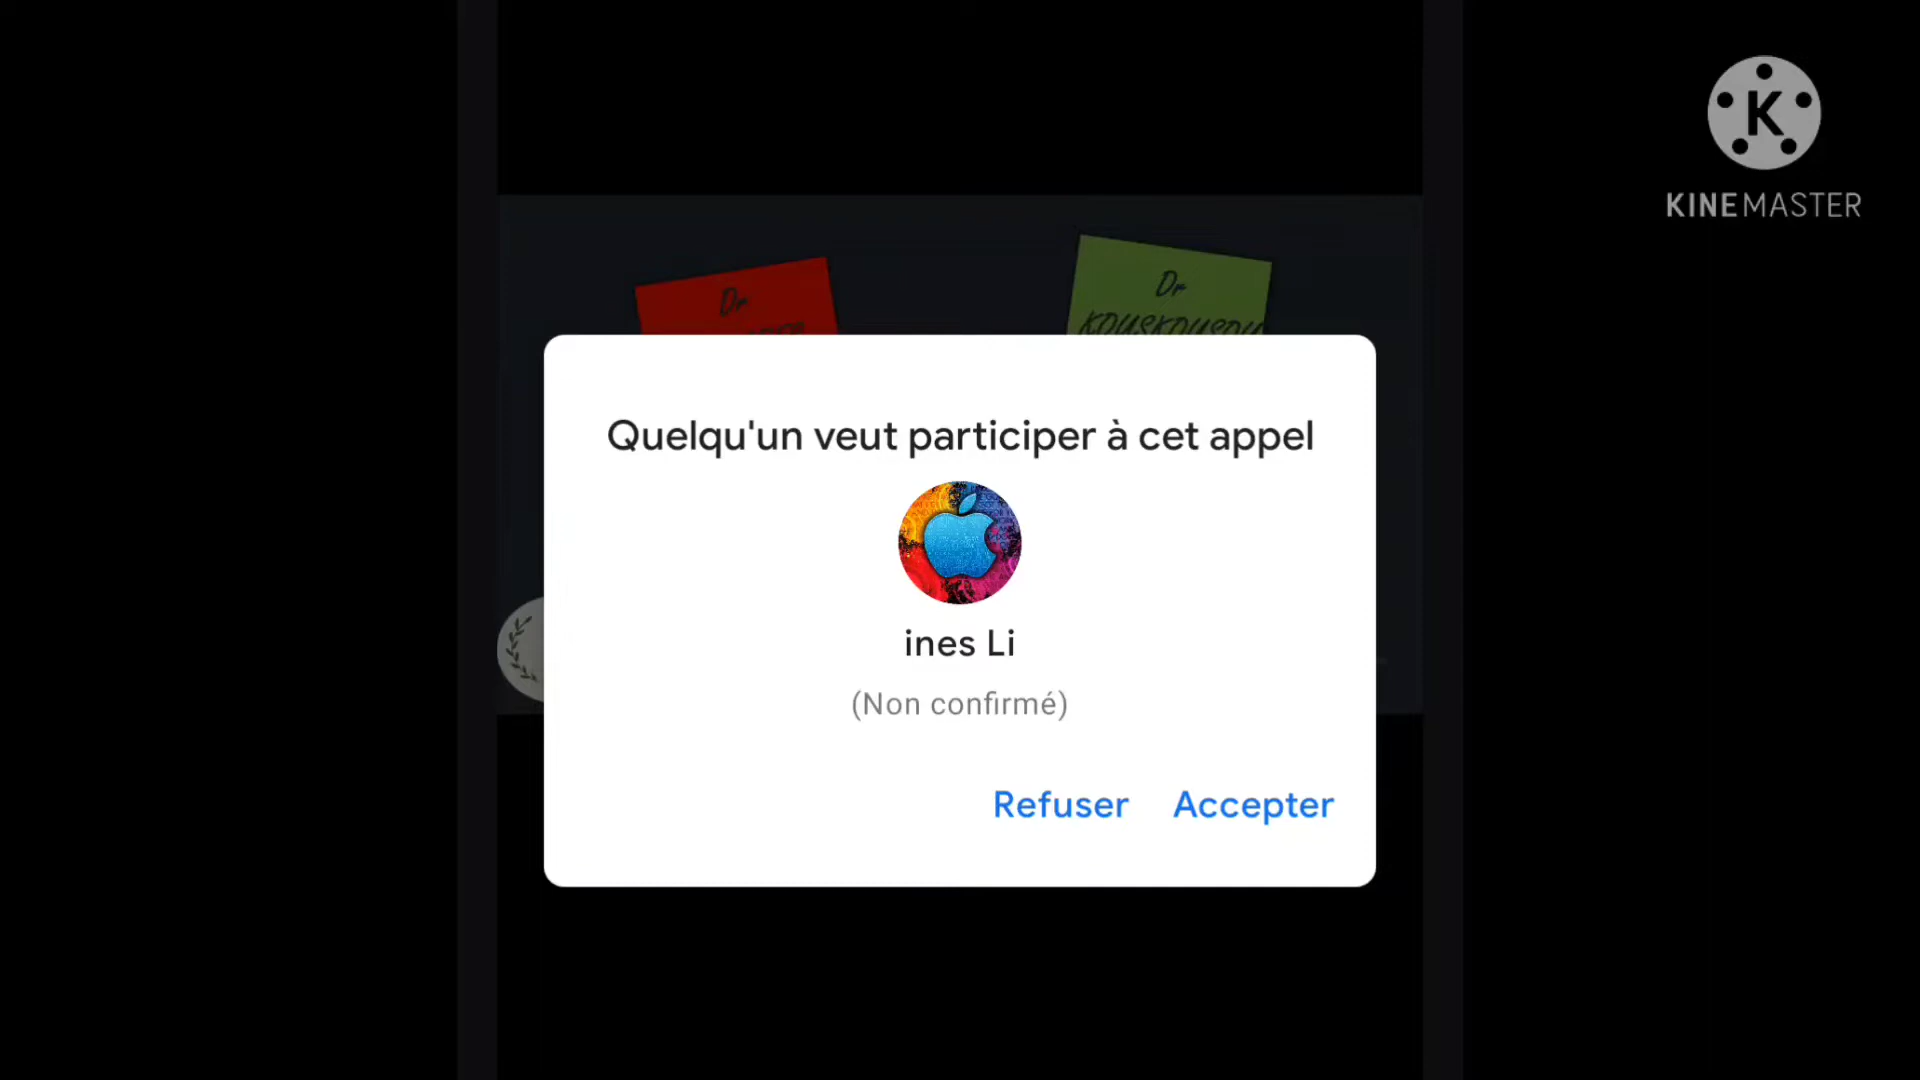 KINEMASTER
Dr
Dr
Quelqu'un veut participer à cet appel
ines Li
(Non confirmé)
Refuser
Accepter